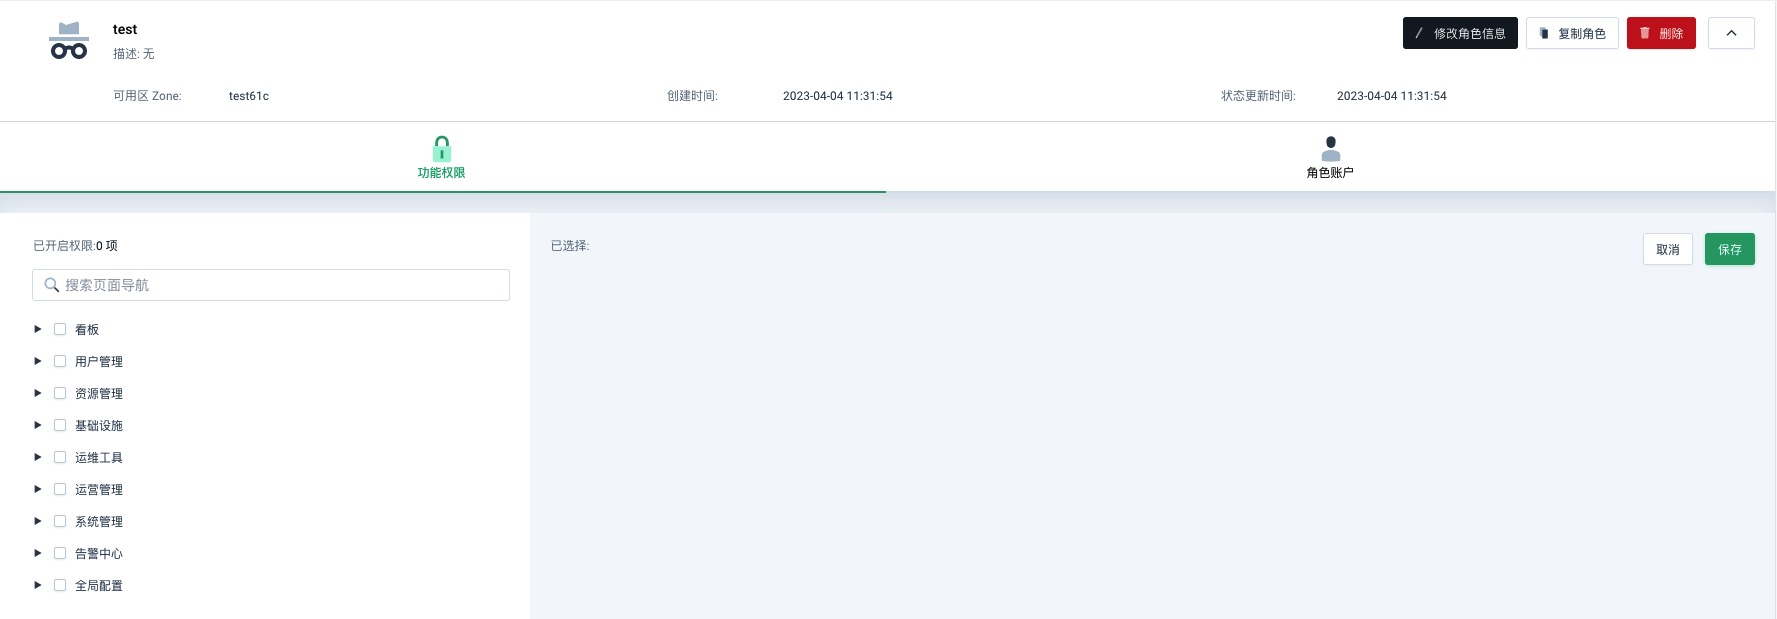 test
修改角色信息 复制角色 删除
描述: 无
可用区 Zone: test61c 创建时间: 2023-04-04 11:31:54 状态更新时间: 2023-04-04 11:31:54
功能权限 角色账户
已开启权限:0 项
已选择:
取消 保存
搜索页面导航
看板
用户管理
资源管理
基础设施
运维工具
运营管理
系统管理
告警中心
全局配置